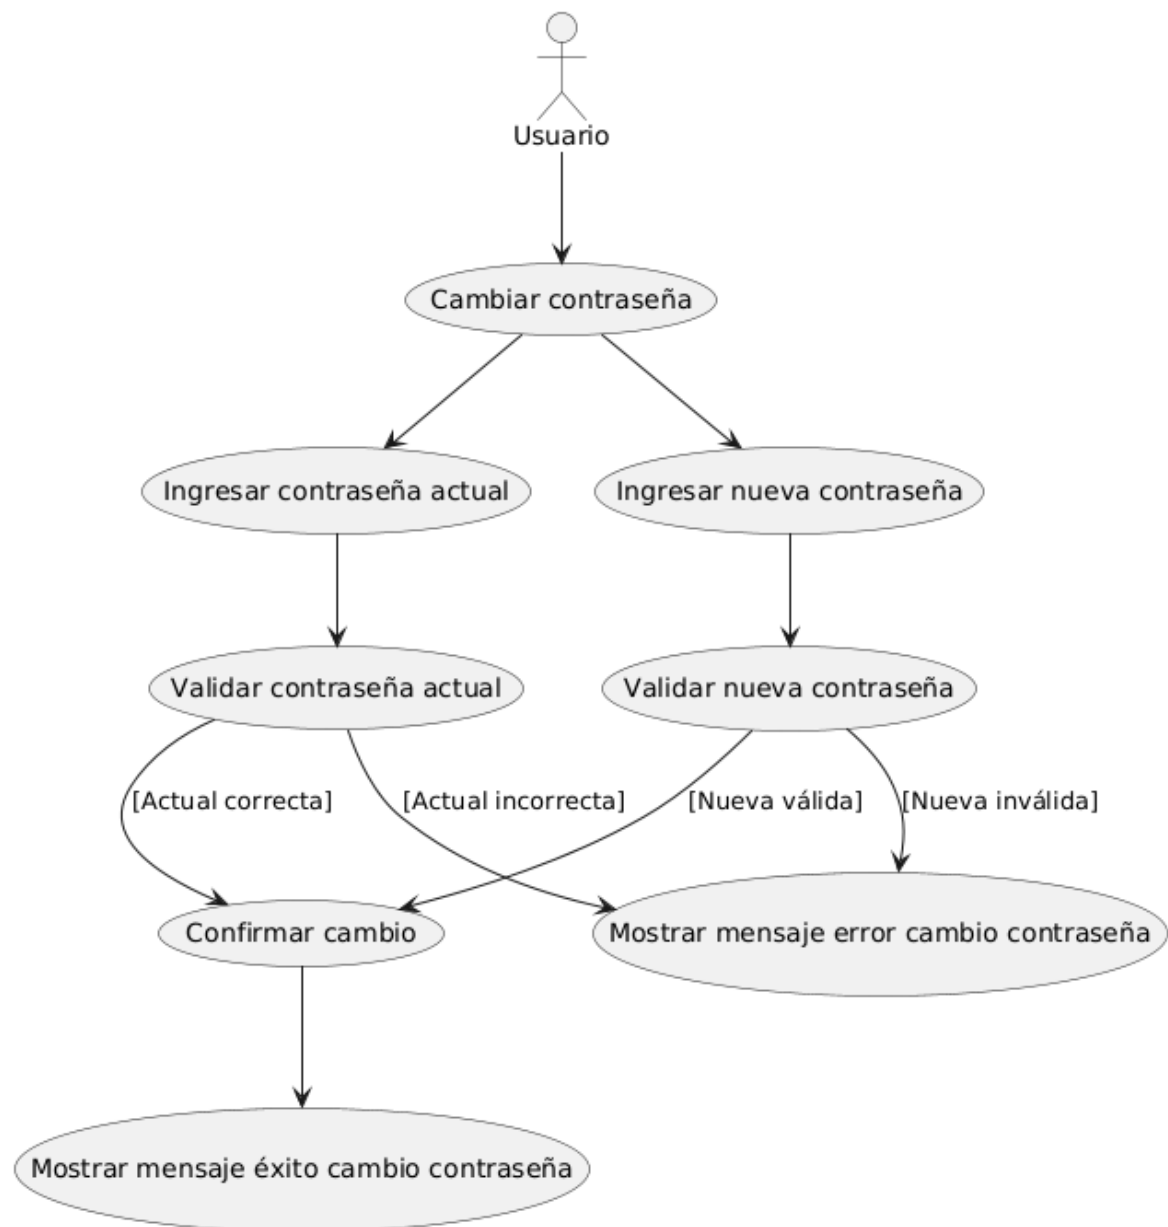 Usuario
Cambiar contraseña
Ingresar contraseña actual
Ingresar nueva contraseña
Validar contraseña actual
Validar nueva contraseña
[Actual correcta]
[Actual incorrecta]
[Nueva válida]
[Nueva inválida]
Confirmar cambio
Mostrar mensaje error cambio contraseña
Mostrar mensaje éxito cambio contraseña